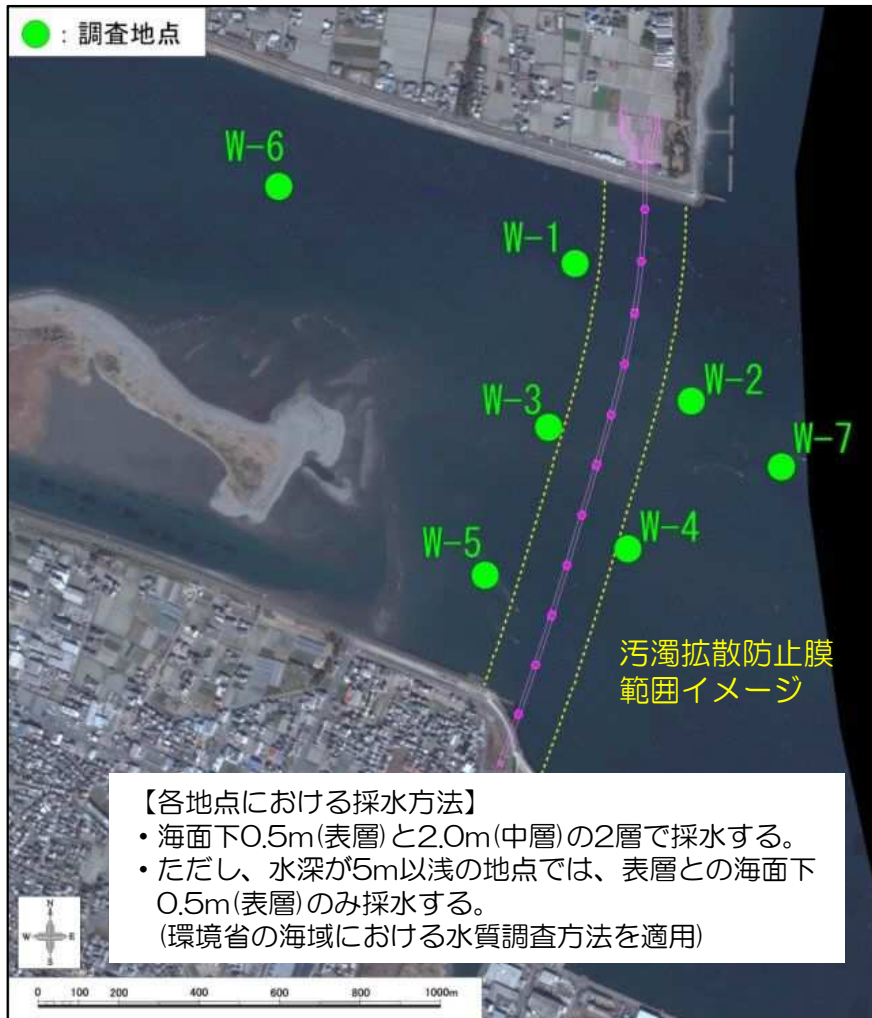 ：調査地点
W-6
W-1
W-2
W-3
W-7
W-4
W-5
汚濁拡散防止膜
範囲イメージ
【各地点における採水方法】
・海面下0.5m(表層)と2.0m(中層)の2層で採水する。
・ただし、水深が5m以浅の地点では、表層との海面下
0.5m(表層)のみ採水する。
(環境省の海域における水質調査方法を適用)
N
W E
S
0 100 200 400 600 800 1000m